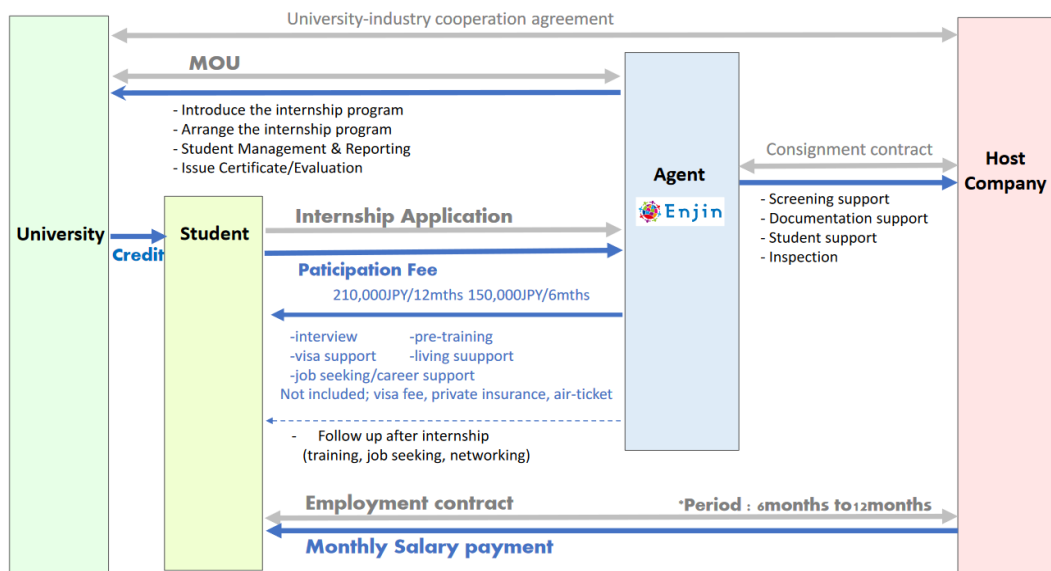 University-industry cooperation agreement
MOU
- Introduce the internship program
- Arrange the internship program
- Student Management & Reporting
- Issue Certificate/Evaluation
Consignment contract
Agent
Enjin
Host
Company
- Screening support
- Documentation support
- Student support
- Inspection
University
Credit
Student
Internship Application
Paticipation Fee
210,000JPY/12mths 150,000JPY/6mths
-interview -pre-training
-visa support -living suupport
-job seeking/career support
Not included; visa fee, private insurance, air-ticket
- Follow up after internship
(training, job seeking, networking)
Employment contract
*Period : 6months to12months
Monthly Salary payment